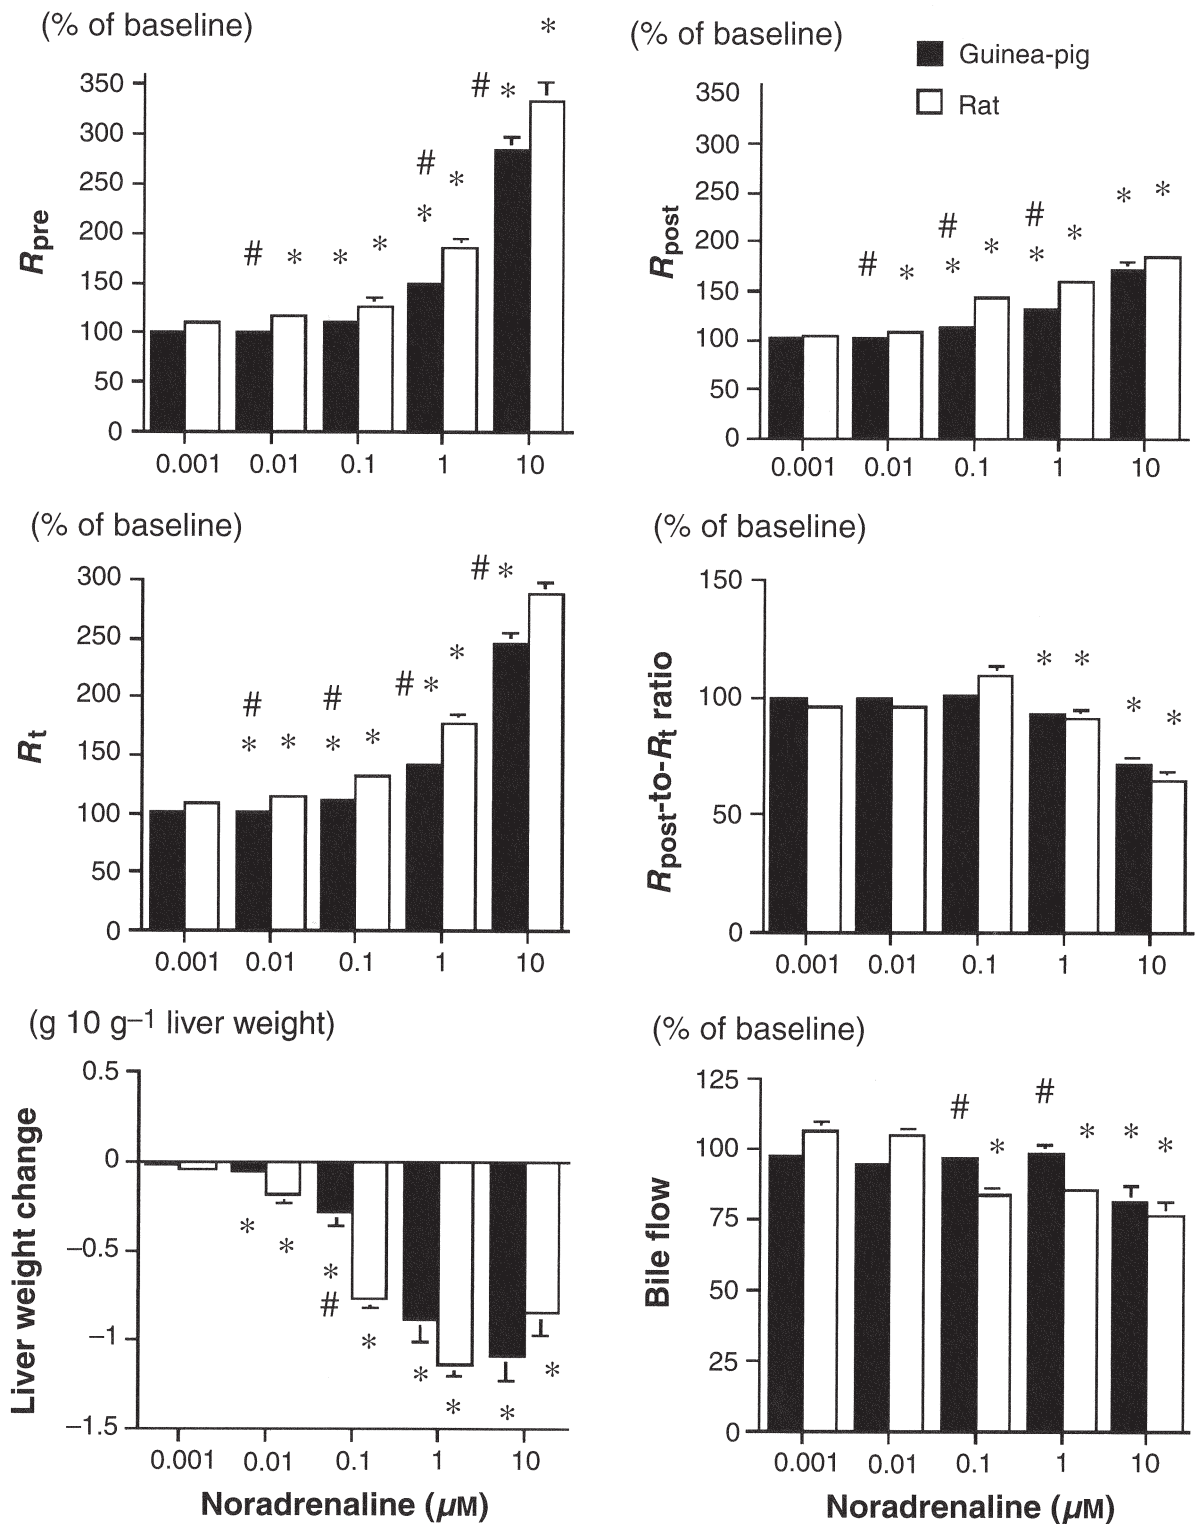 (% of baseline)
*
350
300
250
200
150
100
50
0
Rpre
# *
#
*
*
# * * *
0.001 0.01 0.1 1 10
(% of baseline)
Guinea-pig
Rat
350
300
250
200
150
100
50
0
Rpost
* *
# #
* * * *
# *
0.001 0.01 0.1 1 10
(% of baseline)
300
250
200
150
100
50
0
Rt
# *
*
# *
# #
* * * *
0.001 0.01 0.1 1 10
(% of baseline)
150
100
50
0
Rpost-to-Rt ratio
* *
* *
0.001 0.01 0.1 1 10
(g 10 g–1 liver weight)
0.5
0
–0.5
–1
–1.5
Liver weight change
*
*
*
#
*
*
*
*
*
0.001 0.01 0.1 1 10
Noradrenaline (μM)
(% of baseline)
125
100
75
50
25
0
Bile flow
# #
* * * *
0.001 0.01 0.1 1 10
Noradrenaline (μM)